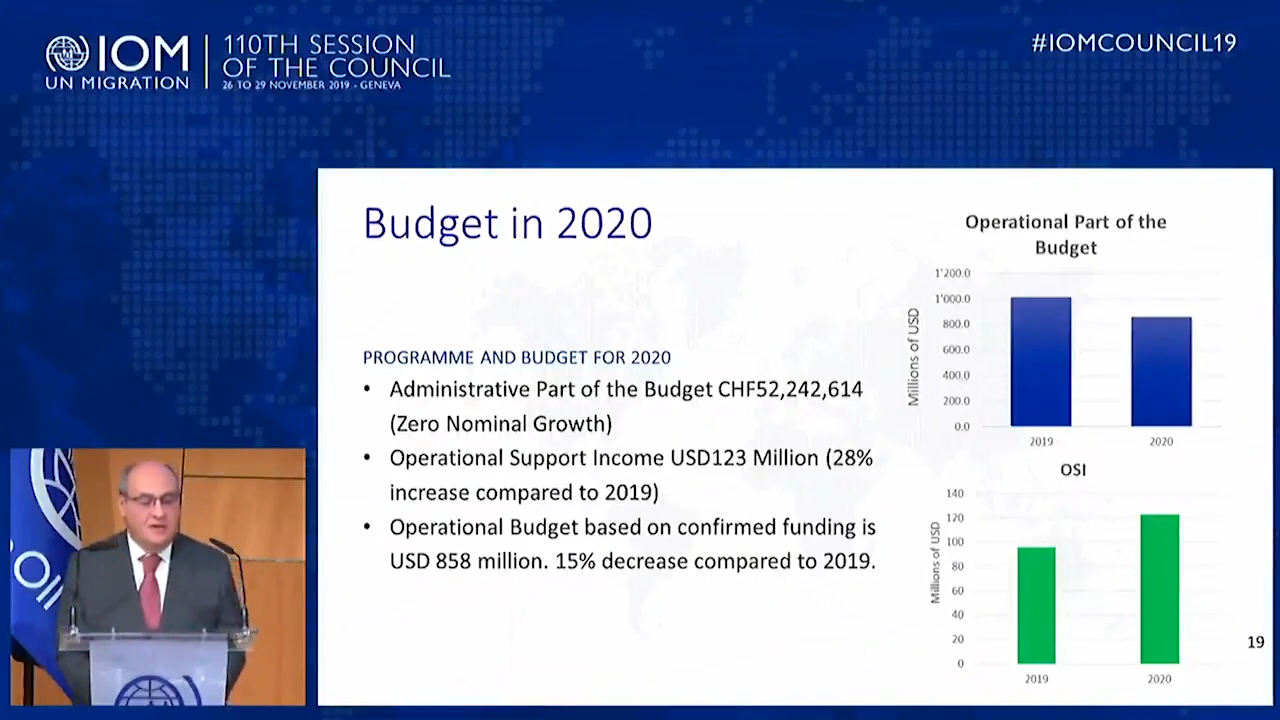 IOM
UN MIGRATION
110TH SESSION
OF THE COUNCIL
26 TO 29 NOVEMBER 2019 - GENEVA
#IOMCOUNCIL19
Budget in 2020
PROGRAMME AND BUDGET FOR 2020
• Administrative Part of the Budget CHF52,242,614
(Zero Nominal Growth)
• Operational Support Income USD123 Million (28%
increase compared to 2019)
• Operational Budget based on confirmed funding is
USD 858 million. 15% decrease compared to 2019.
Operational Part of the
Budget
Millions of USD
1'200.0
1'000.0
800.0
600.0
400.0
200.0
0.0
2019 2020
OSI
Millions of USD
140
120
100
80
60
40
20
0
2019 2020
19